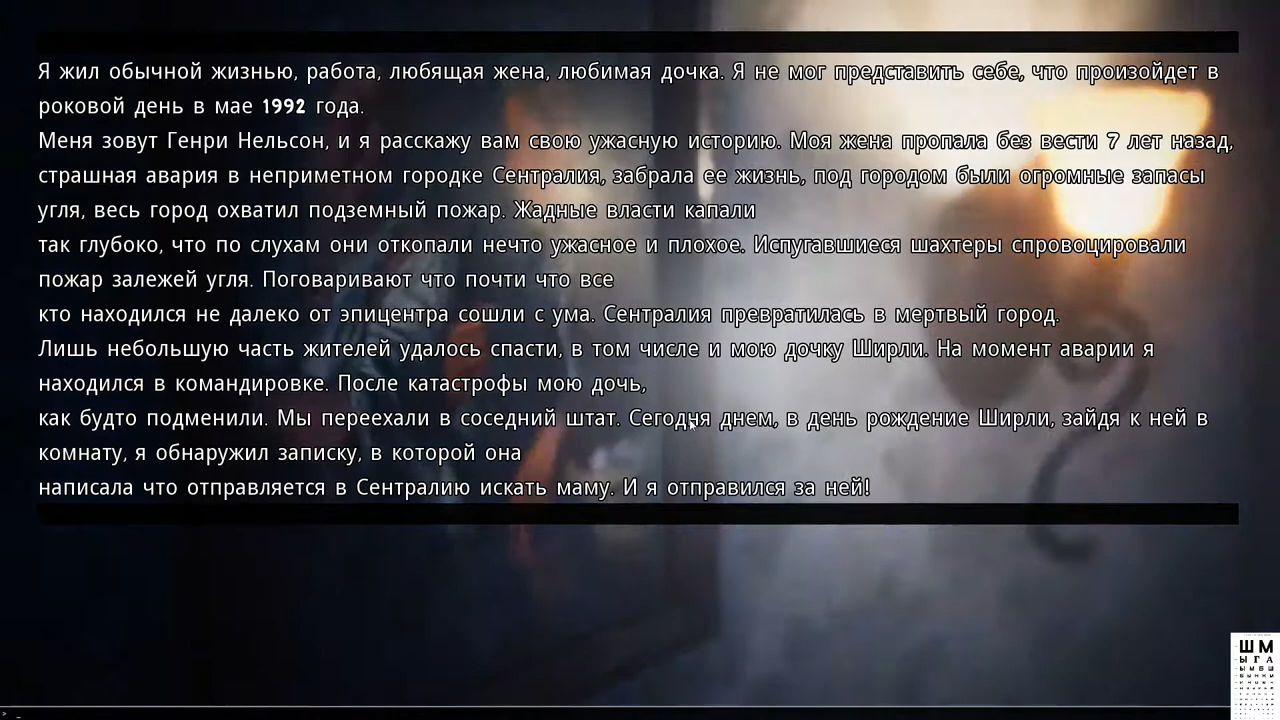 Я жил обычной жизнью, работа, любящая жена, любимая дочка. Я не мог представить себе, что произойдет в
роковой день в мае 1992 года.
Меня зовут Генри Нельсон, и я расскажу вам свою ужасную историю. Моя жена пропала без вести 7 лет назад,
страшная авария в неприметном городке Сентралия, забрала ее жизнь, под городом были огромные запасы
угля, весь город охватил подземный пожар. Жадные власти капали
так глубоко, что по слухам они откопали нечто ужасное и плохое. Испугавшиеся шахтеры спровоцировали
пожар залежей угля. Поговаривают что почти что все
кто находился не далеко от эпицентра сошли с ума. Сентралия превратилась в мертвый город.
Лишь небольшую часть жителей удалось спасти, в том числе и мою дочку Ширли. На момент аварии я
находился в командировке. После катастрофы мою дочь,
как будто подменили. Мы переехали в соседний штат. Сегодня днем, в день рождение Ширли, зайдя к ней в
комнату, я обнаружил записку, в которой она
написала что отправляется в Сентралию искать маму. И я отправился за ней!
Ш М
Ы Г А
> _